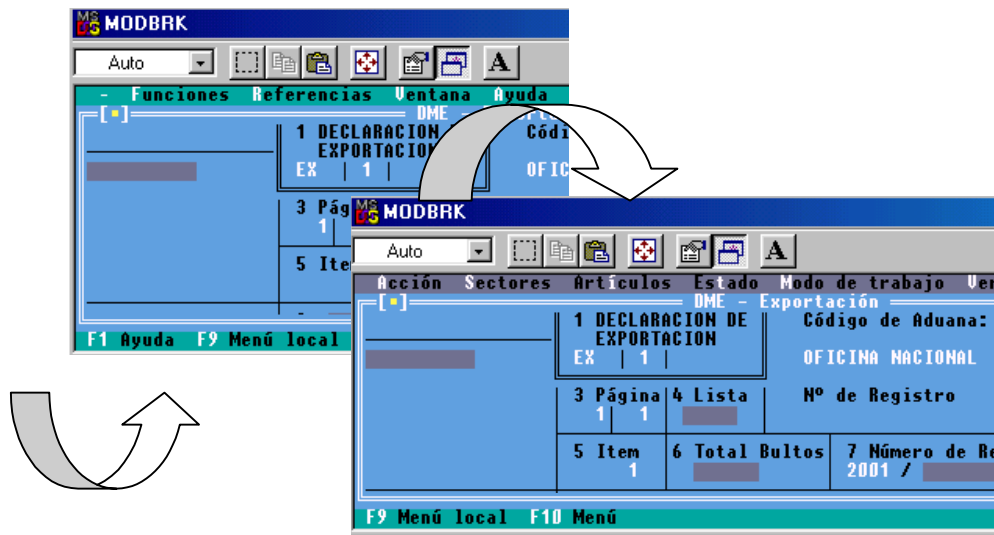 MODBRK
Auto
A
- Funciones Referencias Ventana Ayuda
DME -
1 DECLARACION
EXPORTACION
EX | 1 |
OFIC
3 Pág
1
5 Ite
F1 Ayuda F9 Menú local
MODBRK
Auto
A
Acción Sectores Artículos Estado Modo de trabajo Ver
DME - Exportación
1 DECLARACION DE
EXPORTACION
EX | 1 |
Código de Aduana:
OFICINA NACIONAL
3 Página
1 | 1
4 Lista
Nº de Registro
5 Item
1
6 Total Bultos
7 Número de Re
2001 /
F9 Menú local F10 Menú